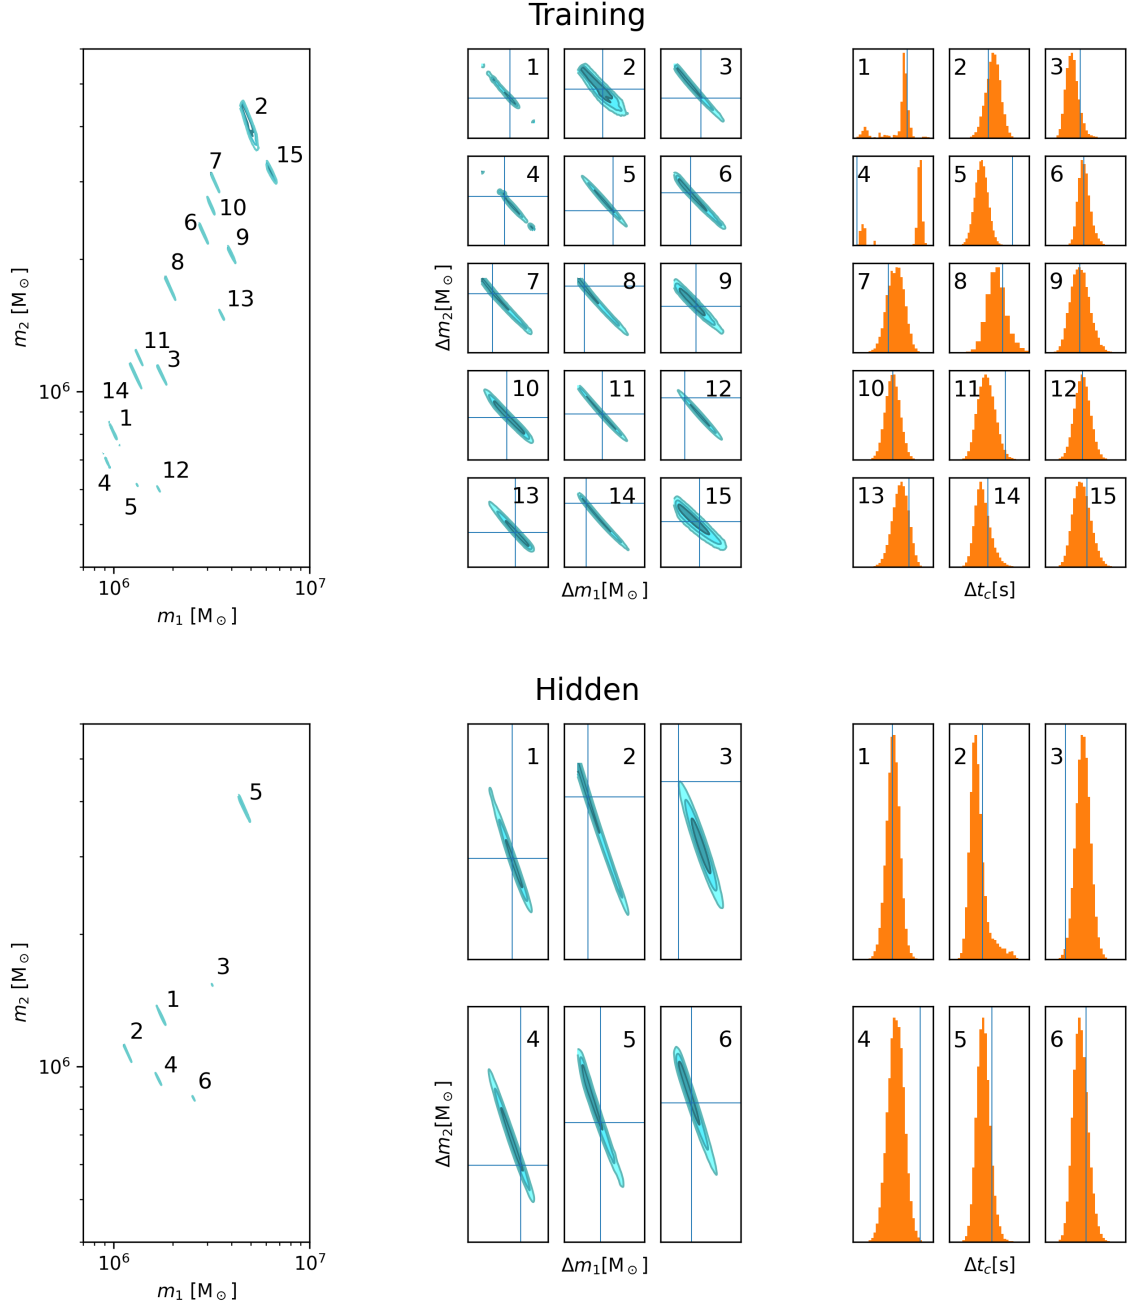 Training
1 2 3
4 5 6
7 8 9
10 11 12
13 14 15
m₂ [M⊙]
10⁶
2
15
7
10
6
9
8
13
11
3
14
1
4
12
5
10⁶ 10⁷
m₁ [M⊙]
Δm₂[M⊙]
Δm₁[M⊙]
1 2 3
4 5 6
7 8 9
10 11 12
13 14 15
Δt_c[s]
Hidden
m₂ [M⊙]
10⁶
5
3
1
2
4
6
10⁶ 10⁷
m₁ [M⊙]
1 2 3
4 5 6
Δm₂[M⊙]
Δm₁[M⊙]
1 2 3
4 5 6
Δt_c[s]